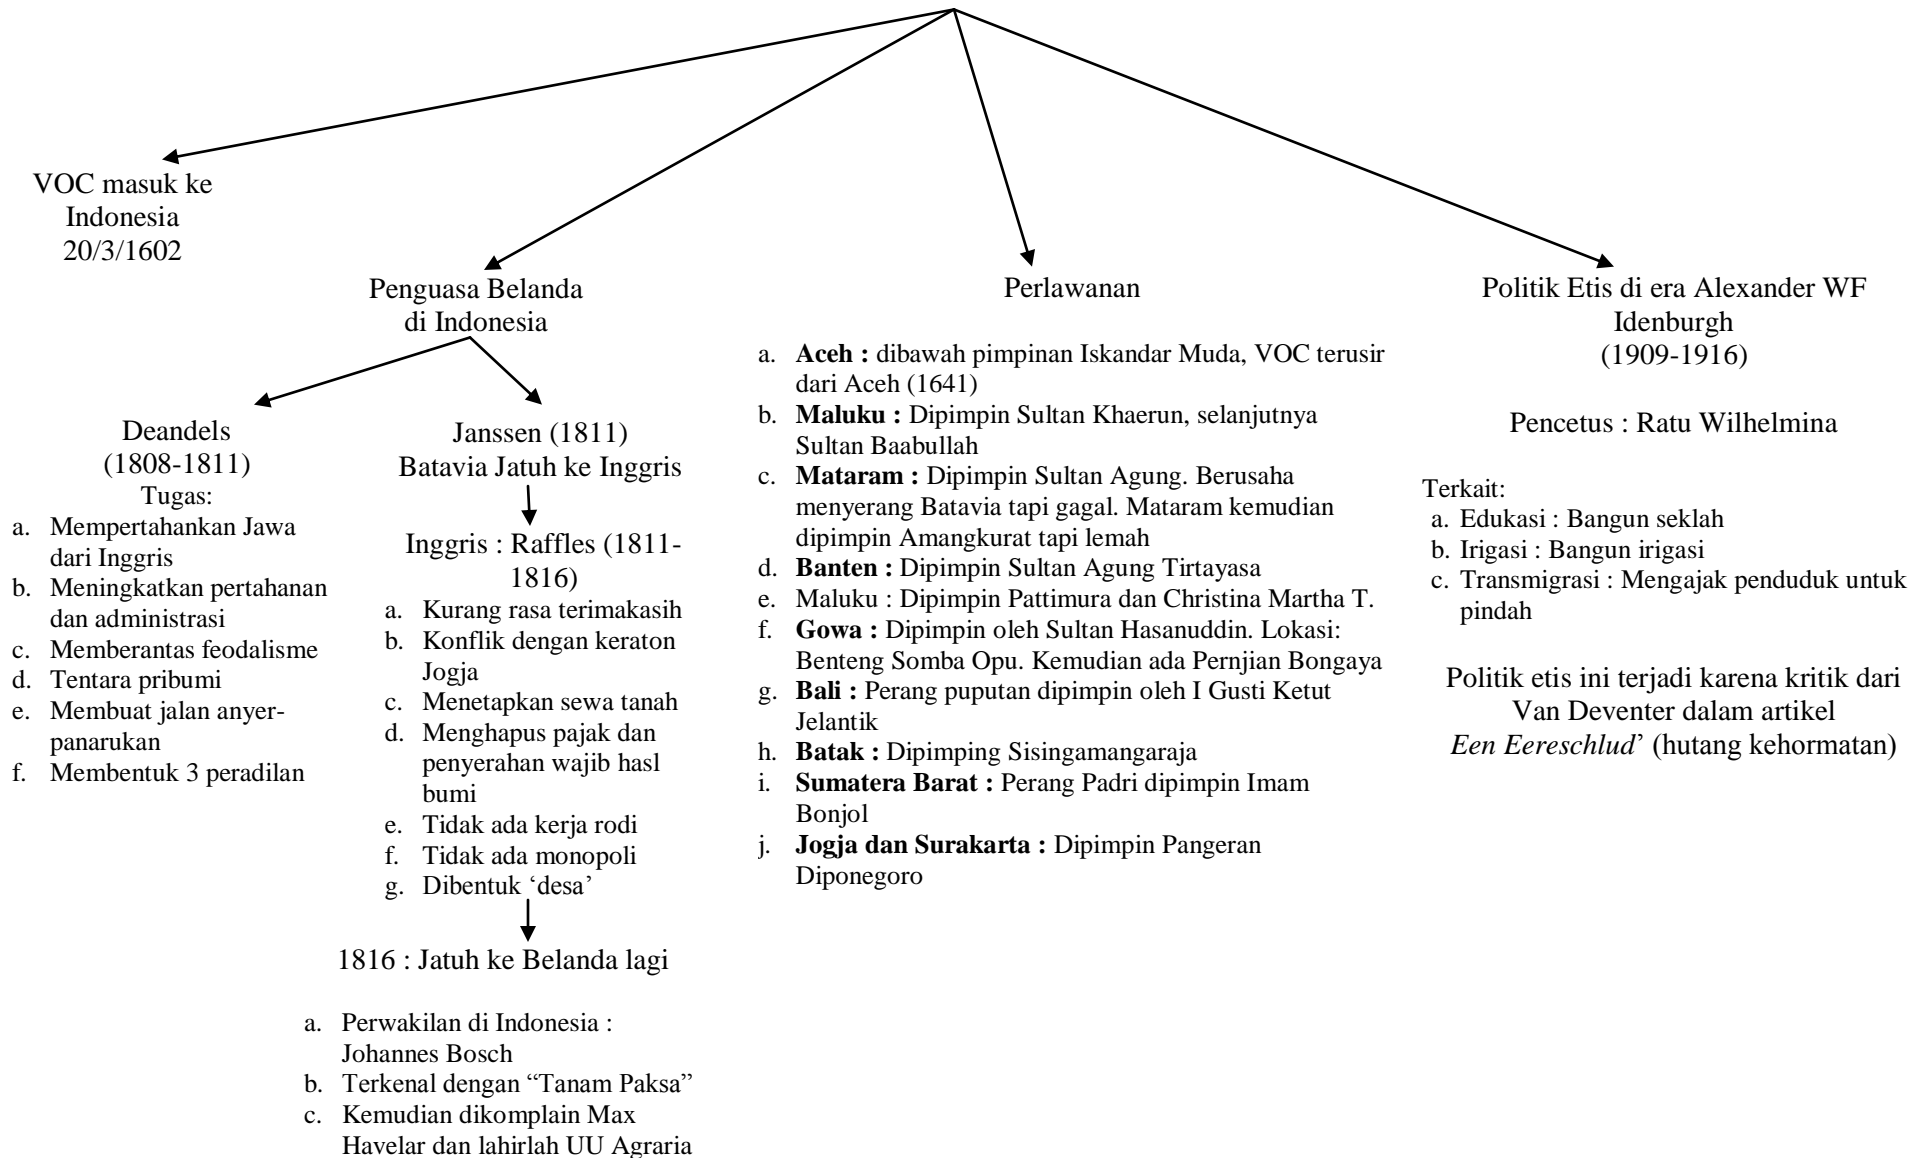 VOC masuk ke
Indonesia
20/3/1602
Penguasa Belanda
di Indonesia
Deandels
(1808-1811)
Tugas:
a. Mempertahankan Jawa
dari Inggris
b. Meningkatkan pertahanan
dan administrasi
c. Memberantas feodalisme
d. Tentara pribumi
e. Membuat jalan anyer-
panarukan
f. Membentuk 3 peradilan
Janssen (1811)
Batavia Jatuh ke Inggris
Inggris : Raffles (1811-
1816)
a. Kurang rasa terimakasih
b. Konflik dengan keraton
Jogja
c. Menetapkan sewa tanah
d. Menghapus pajak dan
penyerahan wajib hasl
bumi
e. Tidak ada kerja rodi
f. Tidak ada monopoli
g. Dibentuk ‘desa’
1816 : Jatuh ke Belanda lagi
a. Perwakilan di Indonesia :
Johannes Bosch
b. Terkenal dengan “Tanam Paksa”
c. Kemudian dikomplain Max
Havelar dan lahirlah UU Agraria
Perlawanan
a. Aceh : dibawah pimpinan Iskandar Muda, VOC terusir
dari Aceh (1641)
b. Maluku : Dipimpin Sultan Khaerun, selanjutnya
Sultan Baabullah
c. Mataram : Dipimpin Sultan Agung. Berusaha
menyerang Batavia tapi gagal. Mataram kemudian
dipimpin Amangkurat tapi lemah
d. Banten : Dipimpin Sultan Agung Tirtayasa
e. Maluku : Dipimpin Pattimura dan Christina Martha T.
f. Gowa : Dipimpin oleh Sultan Hasanuddin. Lokasi:
Benteng Somba Opu. Kemudian ada Pernjian Bongaya
g. Bali : Perang puputan dipimpin oleh I Gusti Ketut
Jelantik
h. Batak : Dipimping Sisingamangaraja
i. Sumatera Barat : Perang Padri dipimpin Imam
Bonjol
j. Jogja dan Surakarta : Dipimpin Pangeran
Diponegoro
Politik Etis di era Alexander WF
Idenburgh
(1909-1916)
Pencetus : Ratu Wilhelmina
Terkait:
a. Edukasi : Bangun seklah
b. Irigasi : Bangun irigasi
c. Transmigrasi : Mengajak penduduk untuk
pindah
Politik etis ini terjadi karena kritik dari
Van Deventer dalam artikel
Een Eereschlud’ (hutang kehormatan)